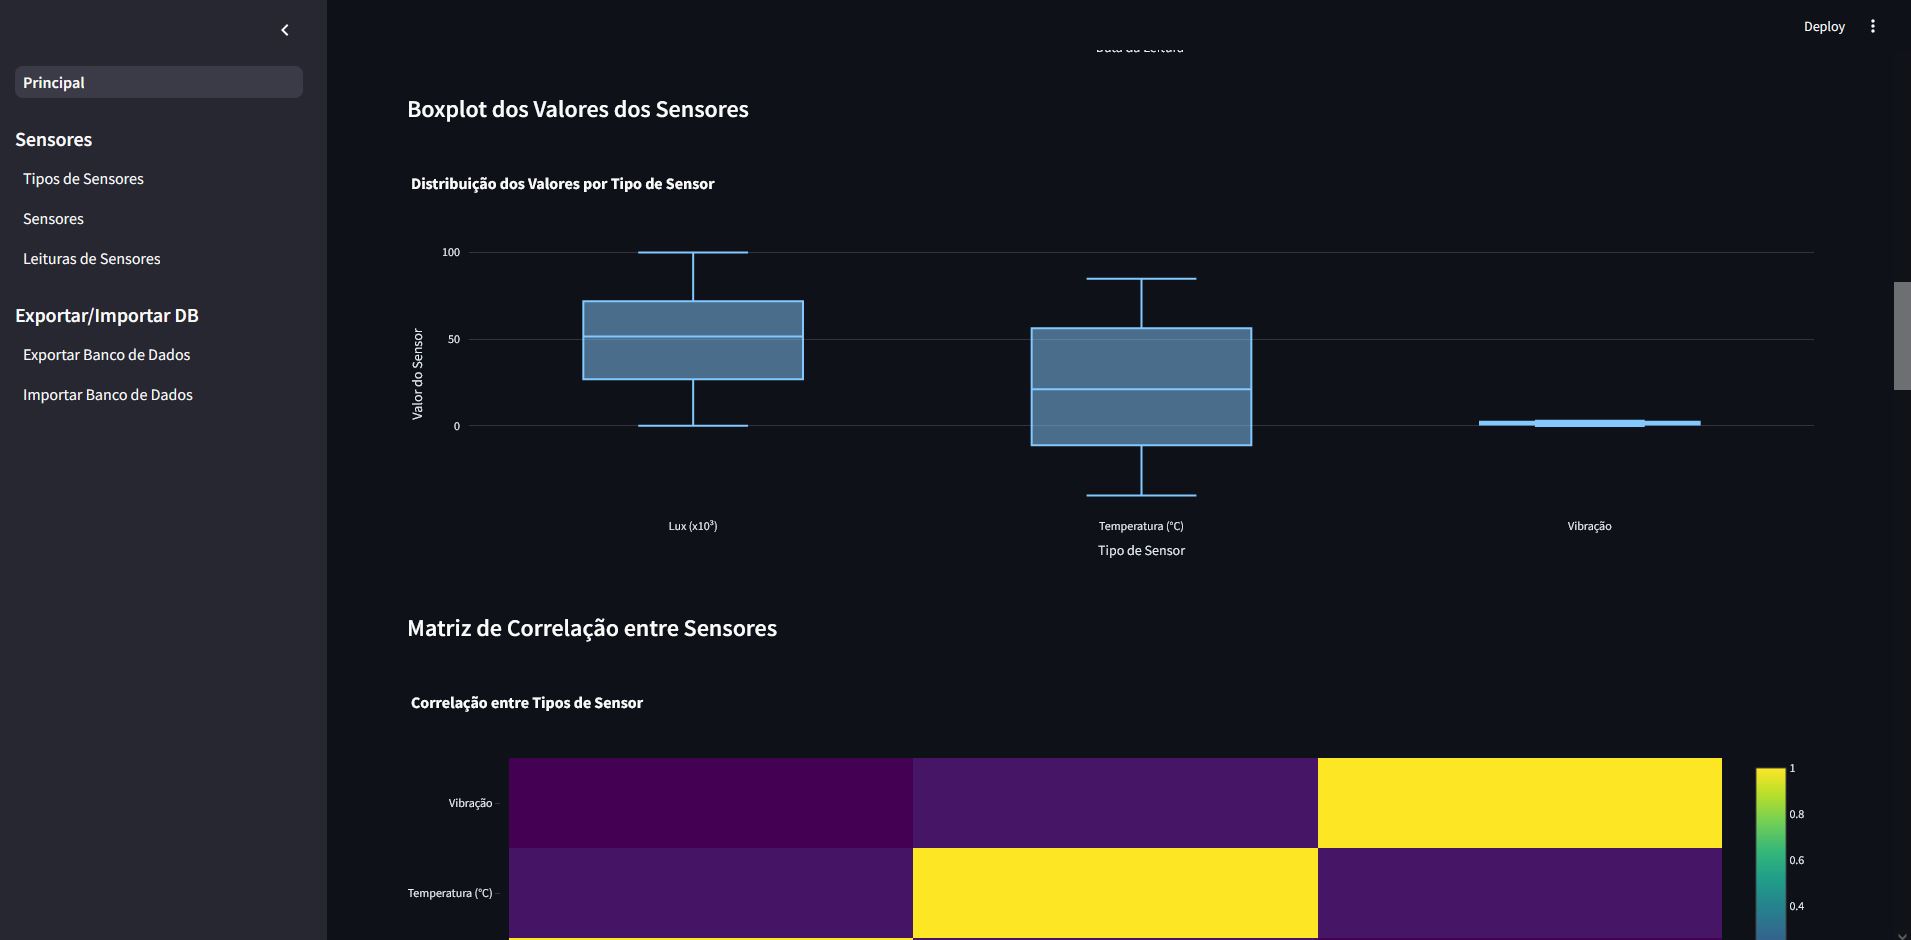 Deploy
Principal
Sensores
Tipos de Sensores
Sensores
Leituras de Sensores
Exportar/Importar DB
Exportar Banco de Dados
Importar Banco de Dados
Data da Leitura
Boxplot dos Valores dos Sensores
Distribuição dos Valores por Tipo de Sensor
Valor do Sensor
100
50
0
Lux (x10³)
Temperatura (°C)
Vibração
Tipo de Sensor
Matriz de Correlação entre Sensores
Correlação entre Tipos de Sensor
Vibração
Temperatura (°C)
1
0.8
0.6
0.4